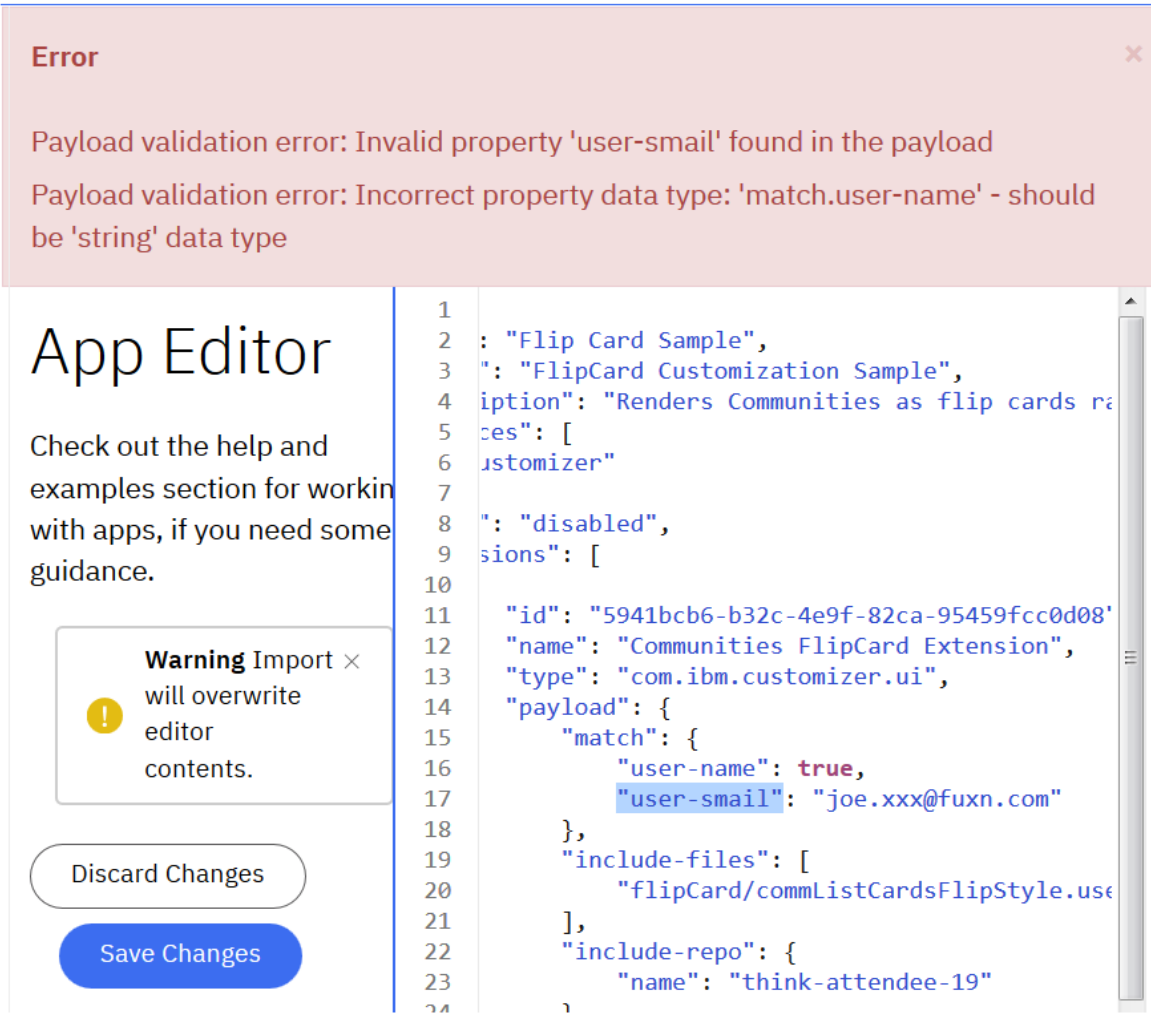 Error
×
Payload validation error: Invalid property 'user-smail' found in the payload
Payload validation error: Incorrect property data type: 'match.user-name' - should
be 'string' data type
App Editor
Check out the help and
examples section for workin
with apps, if you need some
guidance.
Warning Import ×
will overwrite
editor
contents.
Discard Changes
Save Changes
1
2 : "Flip Card Sample",
3 ": "FlipCard Customization Sample",
4 iption": "Renders Communities as flip cards ra
5 ces": [
6 ustomizer"
7
8 ": "disabled",
9 sions": [
10
11 "id": "5941bcb6-b32c-4e9f-82ca-95459fcc0d08"
12 "name": "Communities FlipCard Extension",
13 "type": "com.ibm.customizer.ui",
14 "payload": {
15 "match": {
16 "user-name": true,
17 "user-smail": "joe.xxx@fuxn.com"
18 },
19 "include-files": [
20 "flipCard/commListCardsFlipStyle.use
21 ],
22 "include-repo": {
23 "name": "think-attendee-19"
24 }